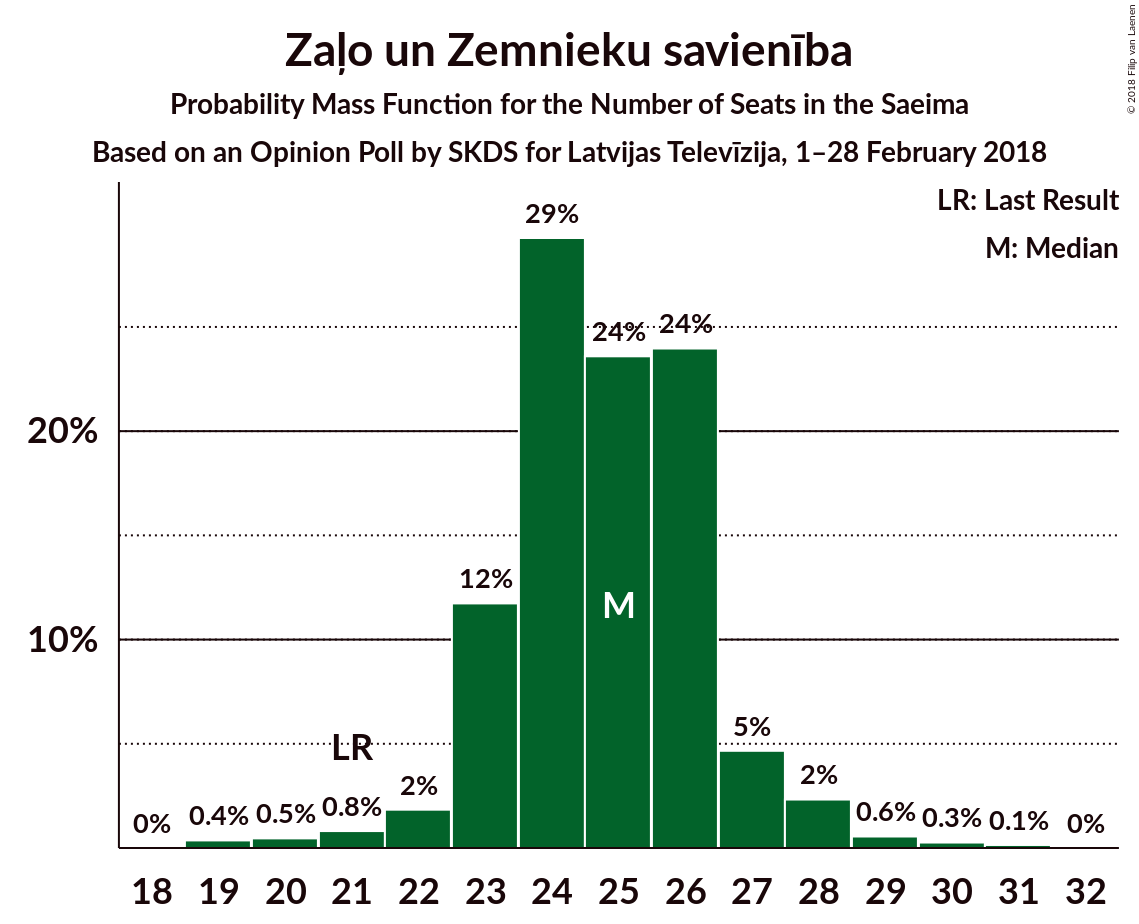 Zaļo un Zemnieku savienība
Probability Mass Function for the Number of Seats in the Saeima
Based on an Opinion Poll by SKDS for Latvijas Televīzija, 1–28 February 2018
© 2018 Filip van Laenen
LR: Last Result
M: Median
20%
10%
0% 0.4% 0.5% 0.8% 2% 12% 29% 24% 24% 5% 2% 0.6% 0.3% 0.1% 0%
LR
M
18 19 20 21 22 23 24 25 26 27 28 29 30 31 32